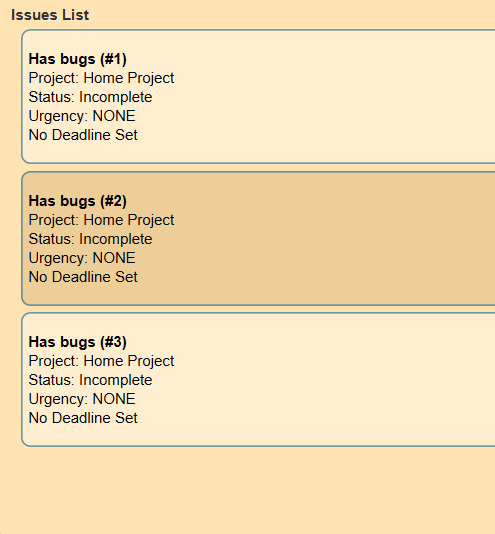 Issues List
Has bugs (#1)
Project: Home Project
Status: Incomplete
Urgency: NONE
No Deadline Set
Has bugs (#2)
Project: Home Project
Status: Incomplete
Urgency: NONE
No Deadline Set
Has bugs (#3)
Project: Home Project
Status: Incomplete
Urgency: NONE
No Deadline Set